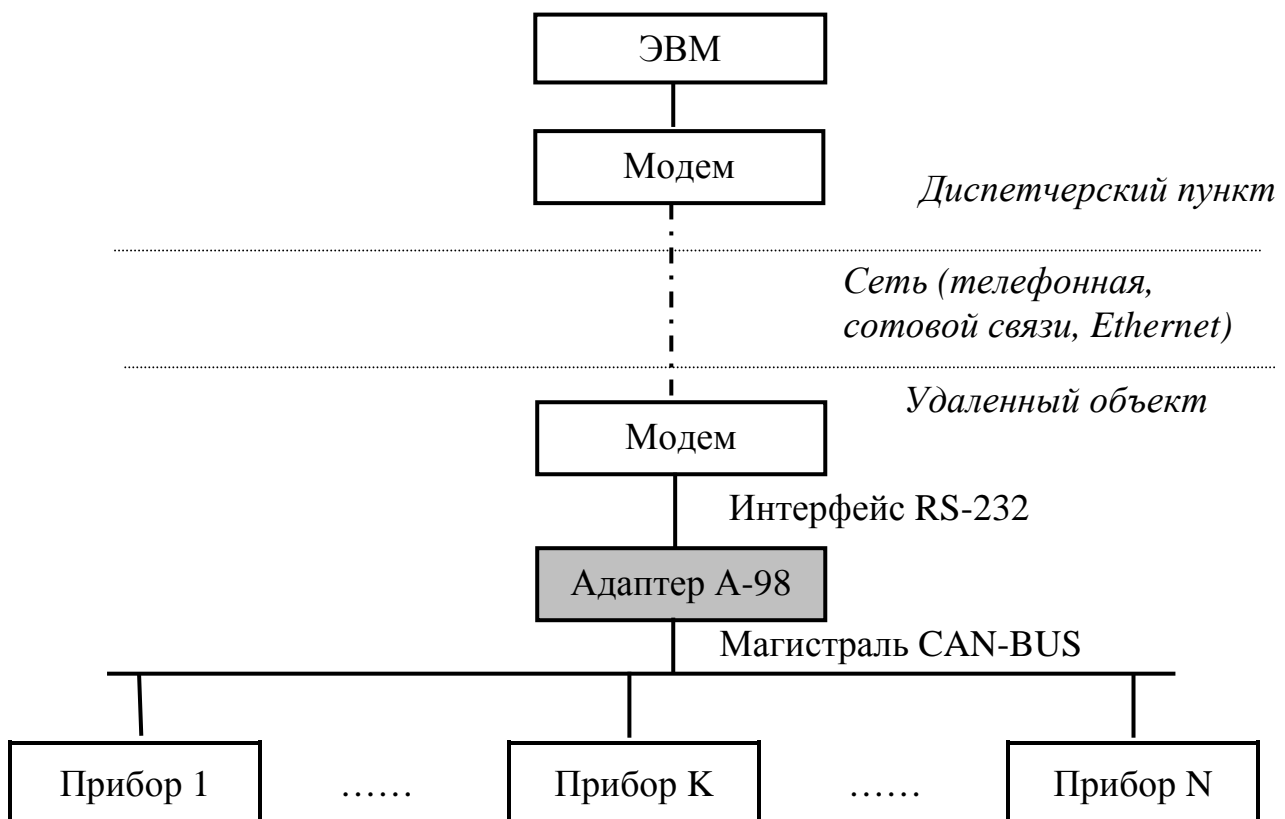 ЭВМ
Модем
Диспетчерский пункт
Сеть (телефонная,
сотовой связи, Ethernet)
Удаленный объект
Модем
Интерфейс RS-232
Адаптер А-98
Магистраль CAN-BUS
Прибор 1 …… Прибор K …… Прибор N